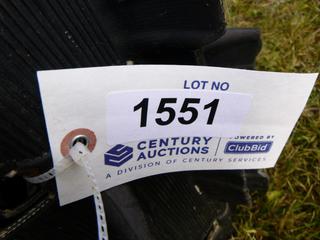 LOT NO
1551
CENTURY
AUCTIONS
POWERED BY
ClubBid
A DIVISION OF CENTURY SERVICES